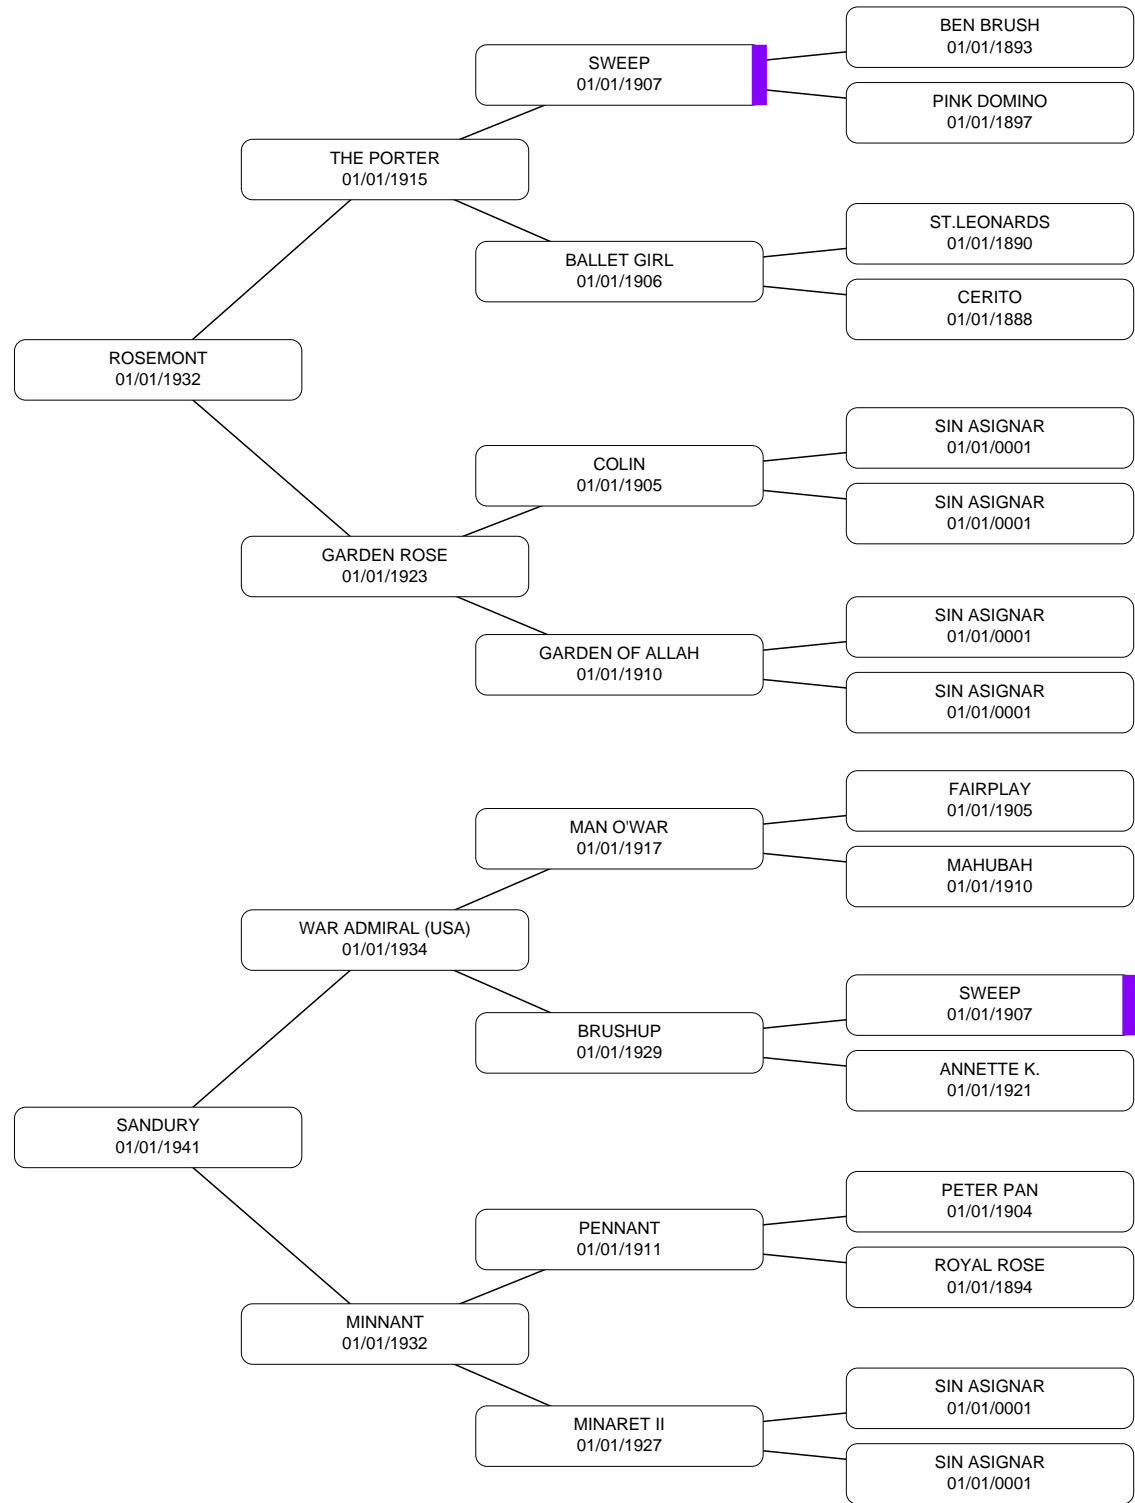 BEN BRUSH
01/01/1893
SWEEP
01/01/1907
PINK DOMINO
01/01/1897
THE PORTER
01/01/1915
ST.LEONARDS
01/01/1890
BALLET GIRL
01/01/1906
CERITO
01/01/1888
ROSEMONT
01/01/1932
SIN ASIGNAR
01/01/0001
COLIN
01/01/1905
SIN ASIGNAR
01/01/0001
GARDEN ROSE
01/01/1923
SIN ASIGNAR
01/01/0001
GARDEN OF ALLAH
01/01/1910
SIN ASIGNAR
01/01/0001
FAIRPLAY
01/01/1905
MAN O'WAR
01/01/1917
MAHUBAH
01/01/1910
WAR ADMIRAL (USA)
01/01/1934
SWEEP
01/01/1907
BRUSHUP
01/01/1929
ANNETTE K.
01/01/1921
SANDURY
01/01/1941
PETER PAN
01/01/1904
PENNANT
01/01/1911
ROYAL ROSE
01/01/1894
MINNANT
01/01/1932
SIN ASIGNAR
01/01/0001
MINARET II
01/01/1927
SIN ASIGNAR
01/01/0001